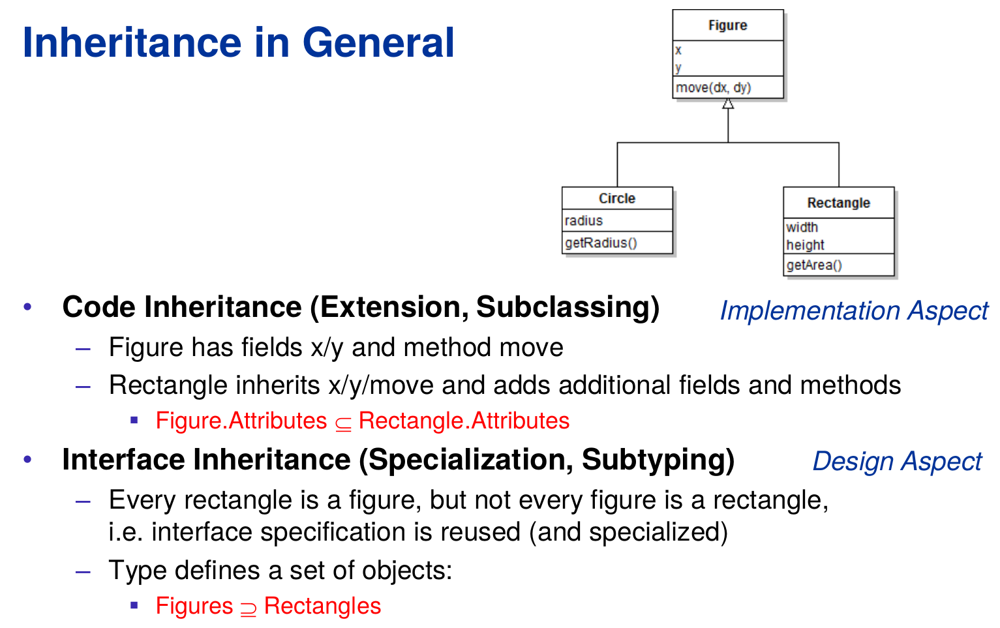 Inheritance in General
Figure
x
y
move(dx, dy)
Circle
radius
getRadius()
Rectangle
width
height
getArea()
• Code Inheritance (Extension, Subclassing) Implementation Aspect
– Figure has fields x/y and method move
– Rectangle inherits x/y/move and adds additional fields and methods
▪ Figure.Attributes ⊆ Rectangle.Attributes
• Interface Inheritance (Specialization, Subtyping) Design Aspect
– Every rectangle is a figure, but not every figure is a rectangle,
i.e. interface specification is reused (and specialized)
– Type defines a set of objects:
▪ Figures ⊇ Rectangles